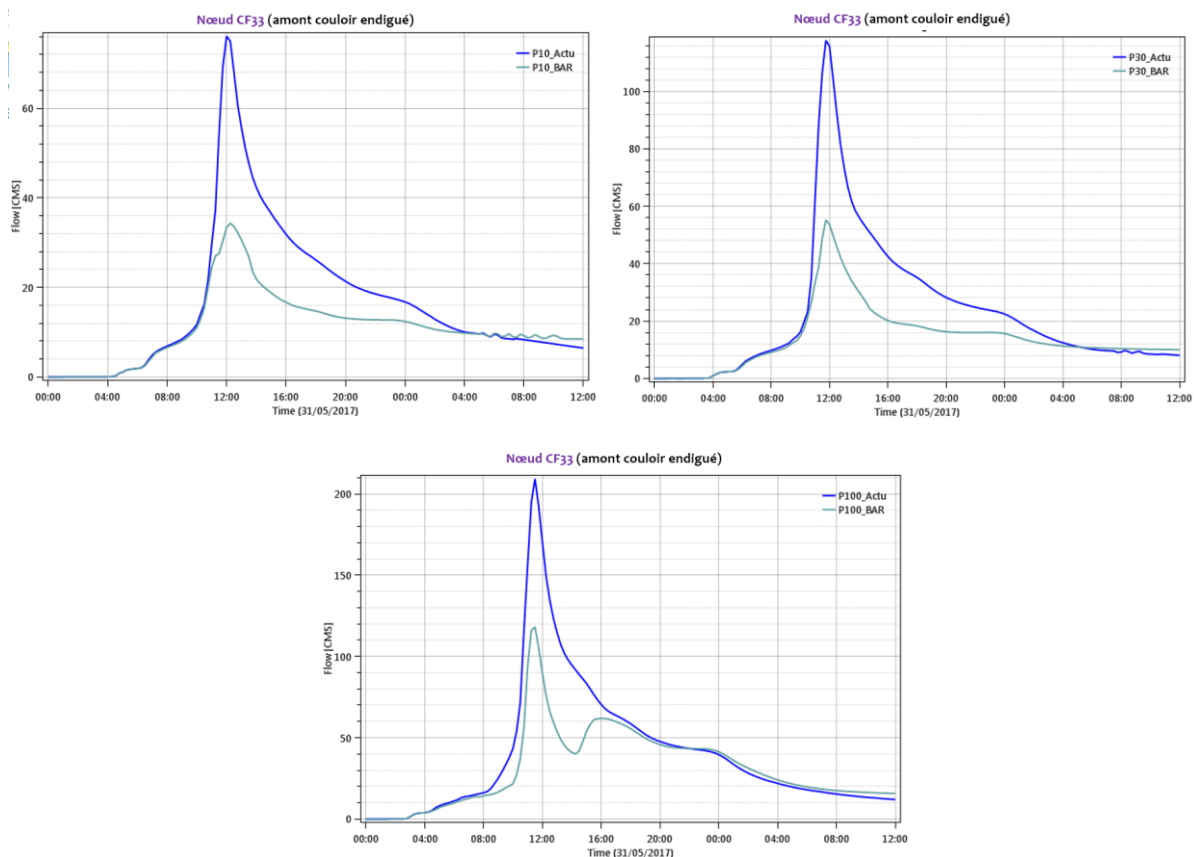 Nœud CF33 (amont couloir endigué)
P10_Actu
P10_BAR
60
40
20
0
Flow[CMS]
00:00 04:00 08:00 12:00 16:00 20:00 00:00 04:00 08:00 12:00
Time (31/05/2017)
Nœud CF33 (amont couloir endigué)
P30_Actu
P30_BAR
100
80
60
40
20
0
Flow[CMS]
00:00 04:00 08:00 12:00 16:00 20:00 00:00 04:00 08:00 12:00
Time (31/05/2017)
Nœud CF33 (amont couloir endigué)
P100_Actu
P100_BAR
200
150
100
50
0
Flow[CMS]
00:00 04:00 08:00 12:00 16:00 20:00 00:00 04:00 08:00 12:00
Time (31/05/2017)